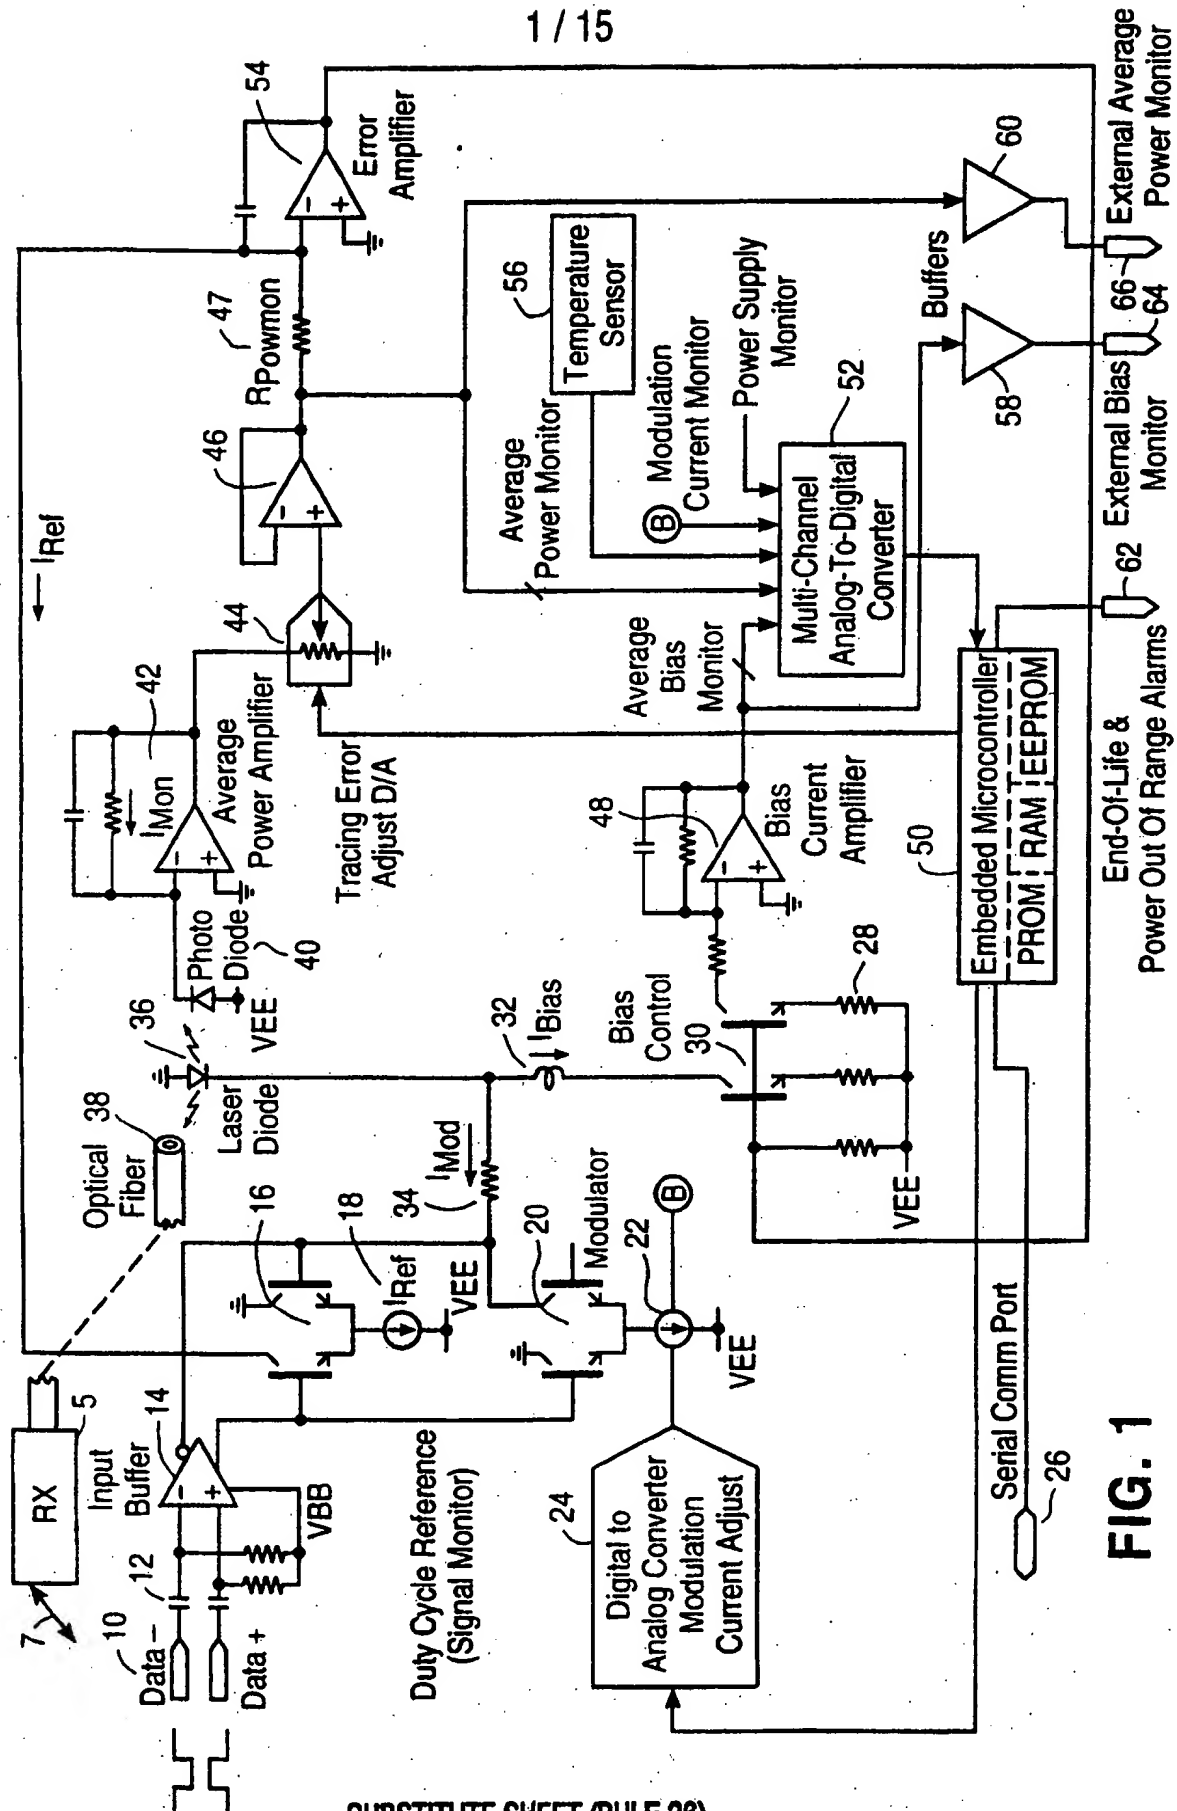 1 / 15
RX
5
7
10
Data –
Data +
12
Input
Buffer
14
VBB
Duty Cycle Reference
(Signal Monitor)
Optical
Fiber
38
16
18
IRef
VEE
36
Laser
Diode
Photo
Diode
40
VEE
42
IMon
Average
Power Amplifier
IRef
44
Tracing Error
Adjust D/A
46
47
RPowmon
54
Error
Amplifier
34
IMod
32
IBias
20
Modulator
22
VEE
B
24
Digital to
Analog Converter
Modulation
Current Adjust
Bias
Control
30
28
VEE
48
Bias
Current
Amplifier
Average
Bias
Monitor
Average
Power Monitor
56
Temperature
Sensor
B
Modulation
Current Monitor
Power Supply
Monitor
52
Multi-Channel
Analog-To-Digital
Converter
Buffers
58
60
50
Embedded Microcontroller
PROM RAM EEPROM
Serial Comm Port
26
62
End-Of-Life &
Power Out Of Range Alarms
64
External Bias
Monitor
66
External Average
Power Monitor
FIG. 1
SUBSTITUTE SHEET (RULE 26)